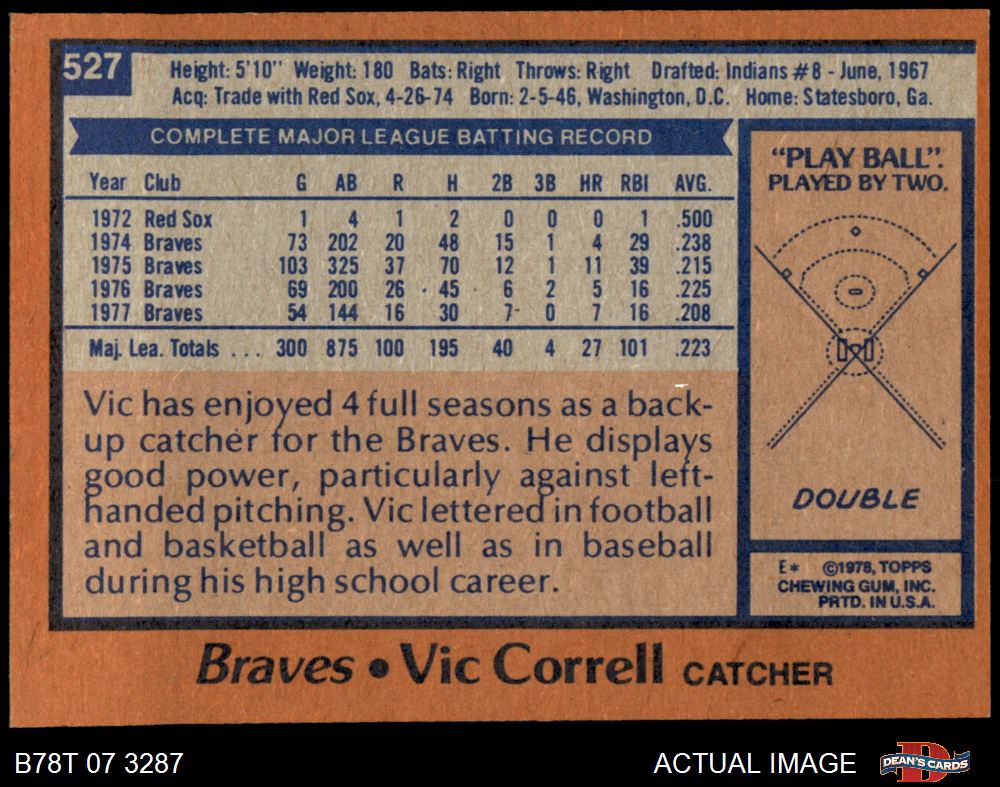 527
Height: 5'10" Weight: 180 Bats: Right Throws: Right Drafted: Indians #8 - June, 1967
Acq: Trade with Red Sox, 4-26-74 Born: 2-5-46, Washington, D.C. Home: Statesboro, Ga.
COMPLETE MAJOR LEAGUE BATTING RECORD
Year Club G AB R H 2B 3B HR RBI AVG.
1972 Red Sox 1 4 1 2 0 0 0 1 .500
1974 Braves 73 202 20 48 15 1 4 29 .238
1975 Braves 103 325 37 70 12 1 11 39 .215
1976 Braves 69 200 26 45 6 2 5 16 .225
1977 Braves 54 144 16 30 7 0 7 16 .208
Maj. Lea. Totals ... 300 875 100 195 40 4 27 101 .223
Vic has enjoyed 4 full seasons as a back-
up catcher for the Braves. He displays
good power, particularly against left-
handed pitching. Vic lettered in football
and basketball as well as in baseball
during his high school career.
"PLAY BALL".
PLAYED BY TWO.
DOUBLE
E* ©1978, TOPPS
CHEWING GUM, INC.
PRTD. IN U.S.A.
Braves • Vic Correll CATCHER
B78T 07 3287
ACTUAL IMAGE
D
DEAN'S CARDS